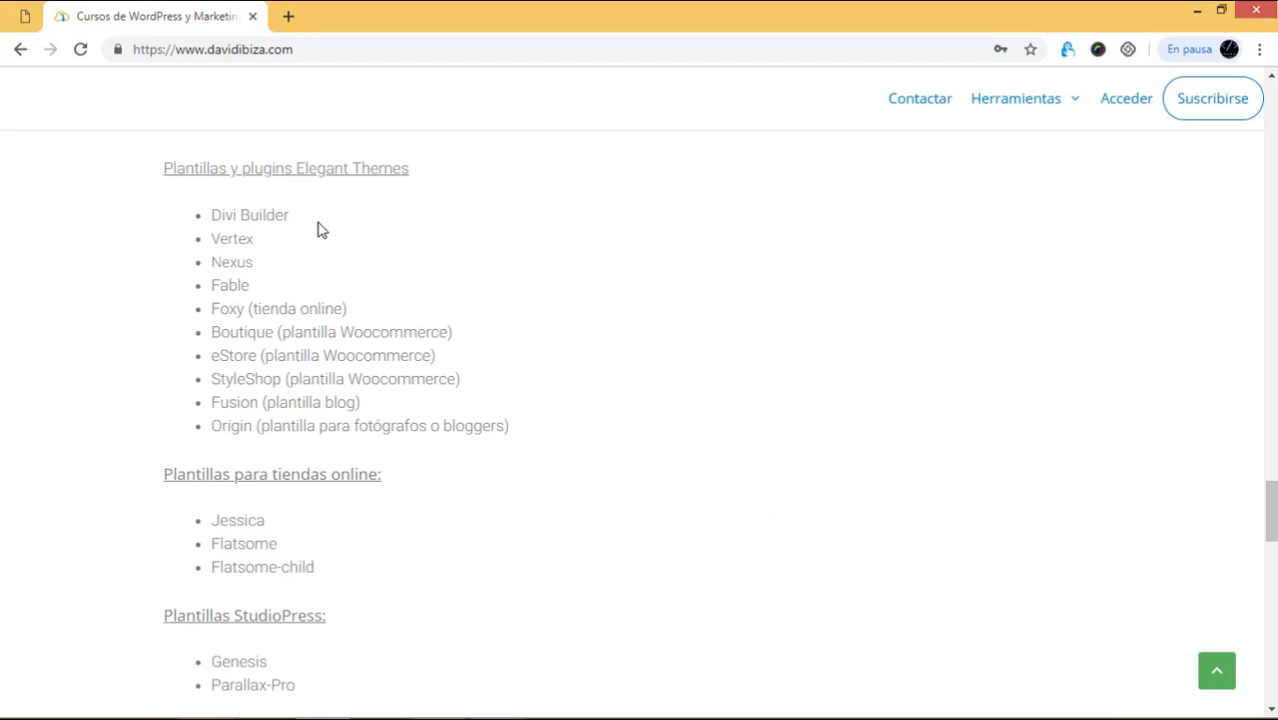 Cursos de WordPress y Marketin
https://www.davidibiza.com
En pausa
Contactar Herramientas Acceder Suscribirse
Plantillas y plugins Elegant Themes
Divi Builder
Vertex
Nexus
Fable
Foxy (tienda online)
Boutique (plantilla Woocommerce)
eStore (plantilla Woocommerce)
StyleShop (plantilla Woocommerce)
Fusion (plantilla blog)
Origin (plantilla para fotógrafos o bloggers)
Plantillas para tiendas online:
Jessica
Flatsome
Flatsome-child
Plantillas StudioPress:
Genesis
Parallax-Pro